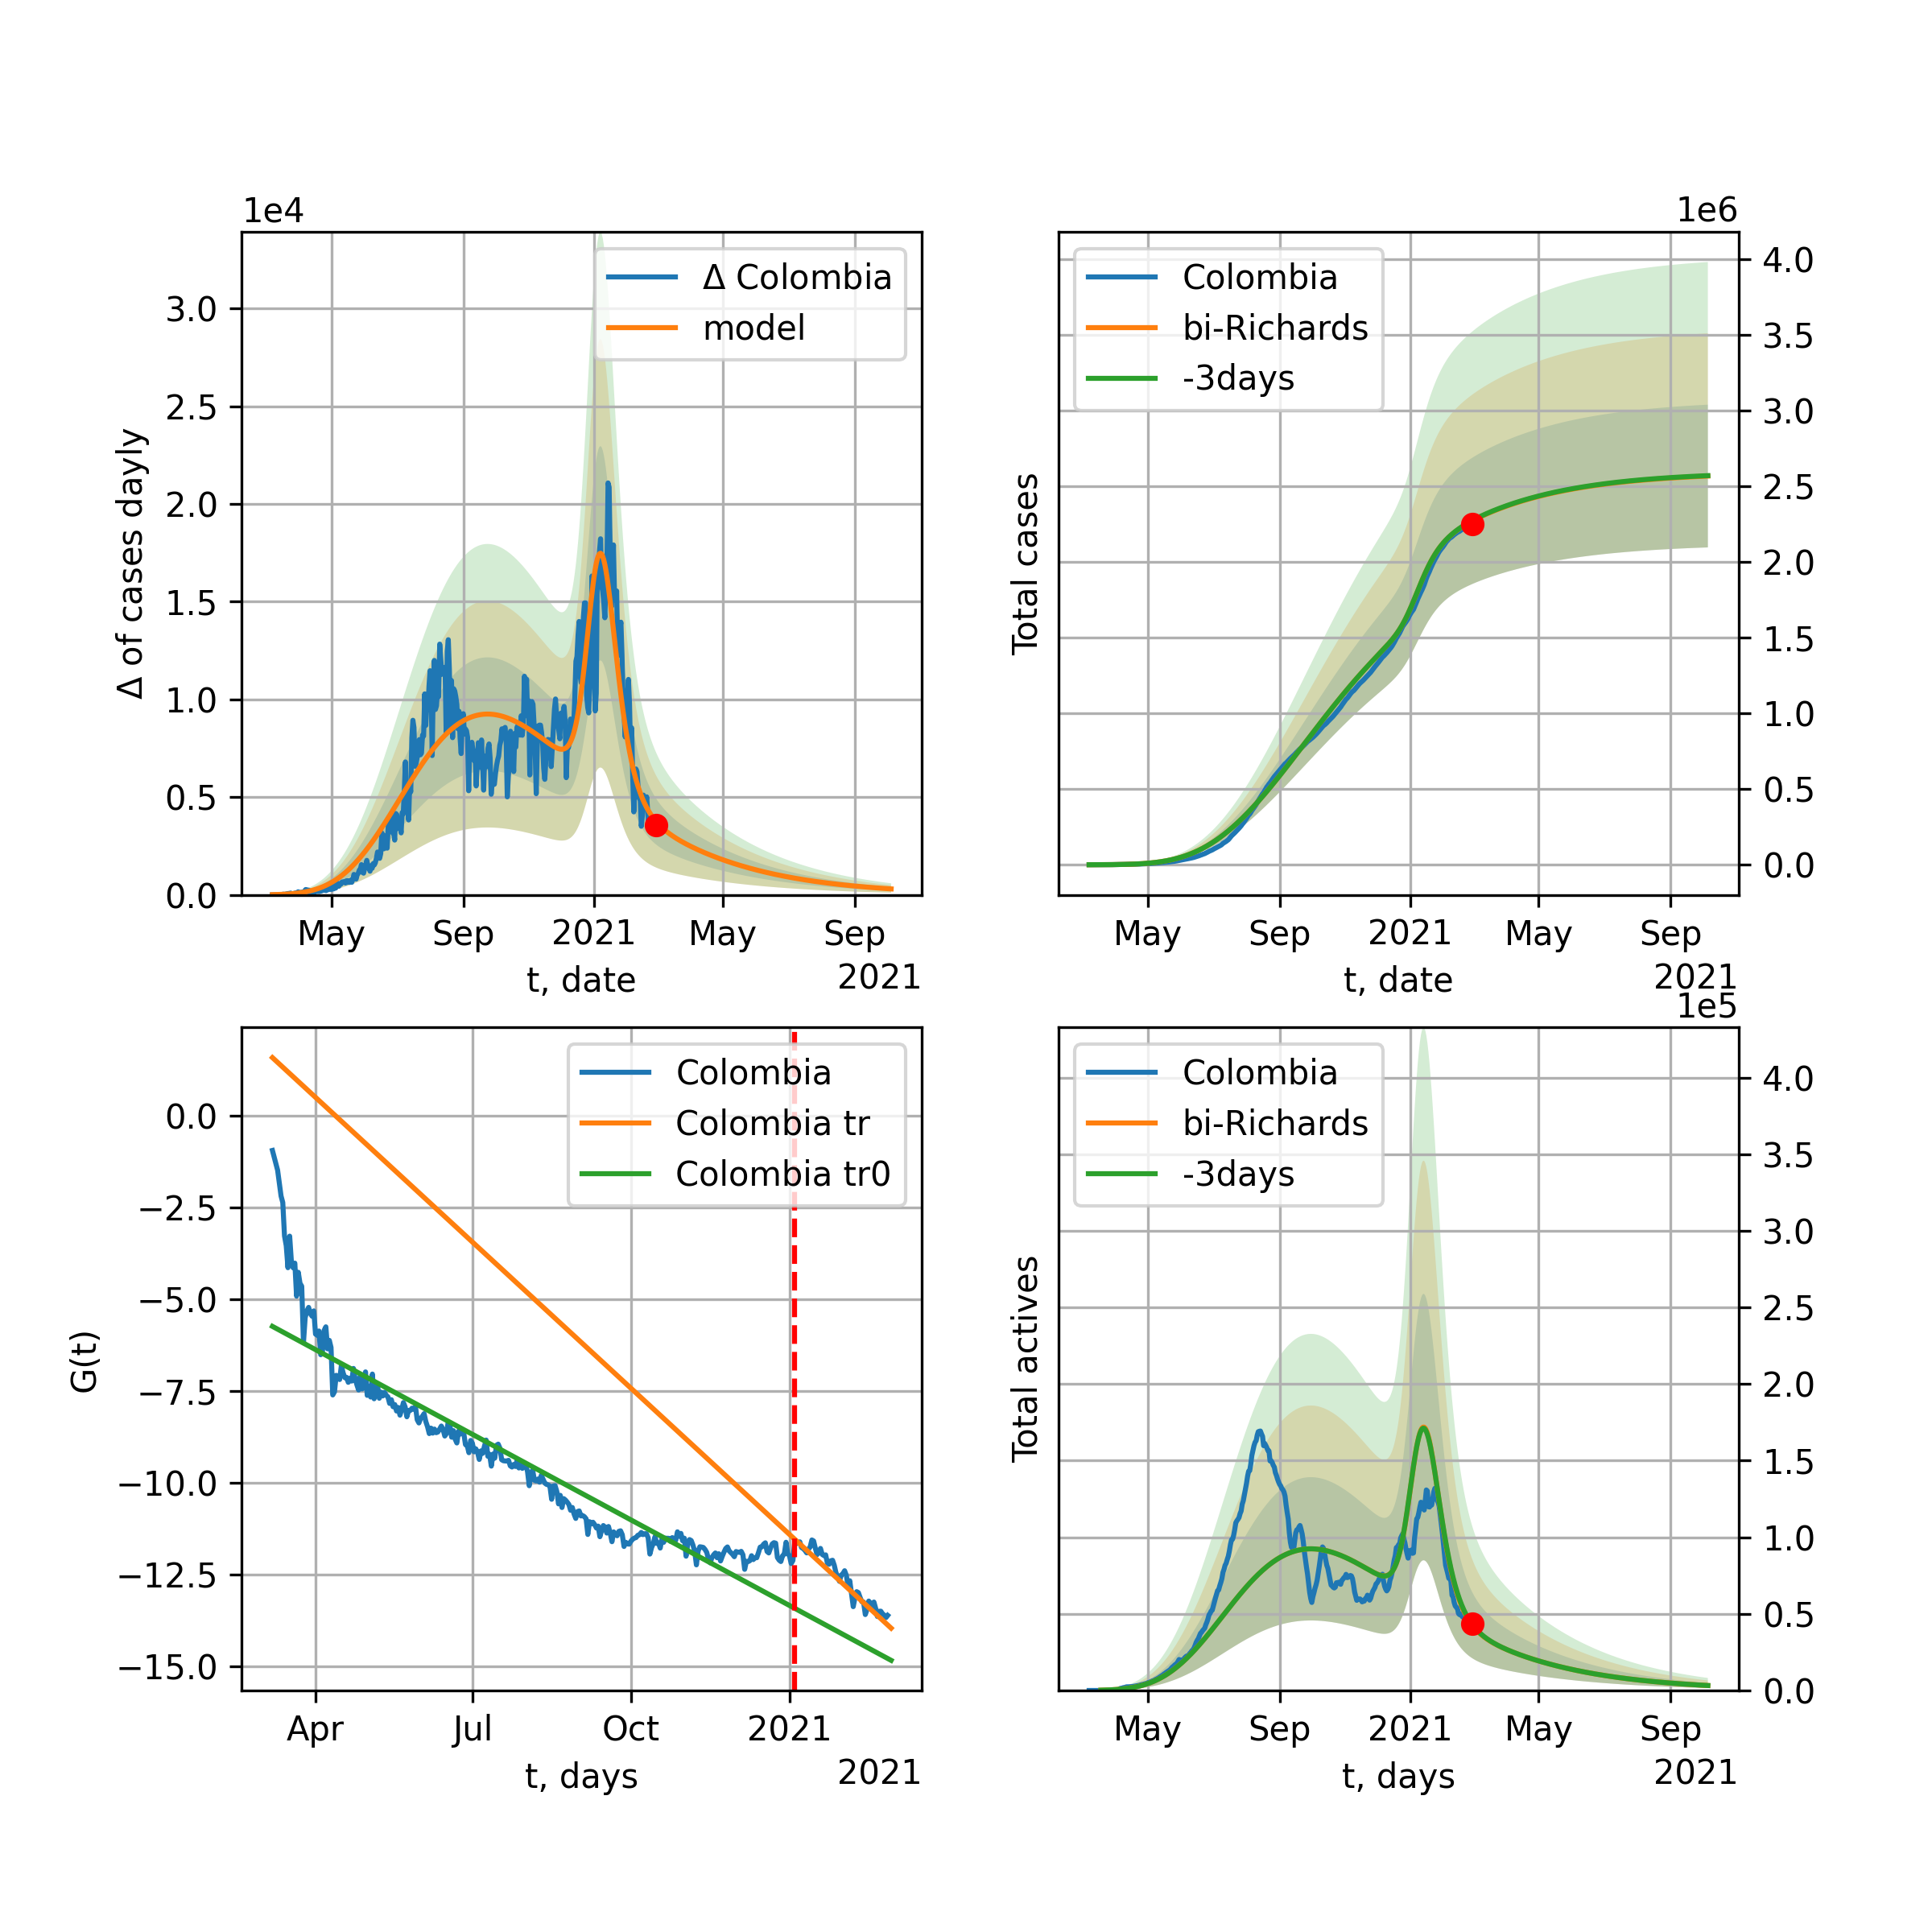 1e4
Δ Colombia
model
3.0
2.5
2.0
1.5
1.0
0.5
0.0
Δ of cases dayly
May
Sep
2021
May
Sep
t, date
2021
1e6
Colombia
bi-Richards
-3days
4.0
3.5
3.0
2.5
2.0
1.5
1.0
0.5
0.0
Total cases
May
Sep
2021
May
Sep
t, date
2021
Colombia
Colombia tr
Colombia tr0
0.0
−2.5
−5.0
−7.5
−10.0
−12.5
−15.0
G(t)
Apr
Jul
Oct
2021
t, days
2021
1e5
Colombia
bi-Richards
-3days
4.0
3.5
3.0
2.5
2.0
1.5
1.0
0.5
0.0
Total actives
May
Sep
2021
May
Sep
t, days
2021